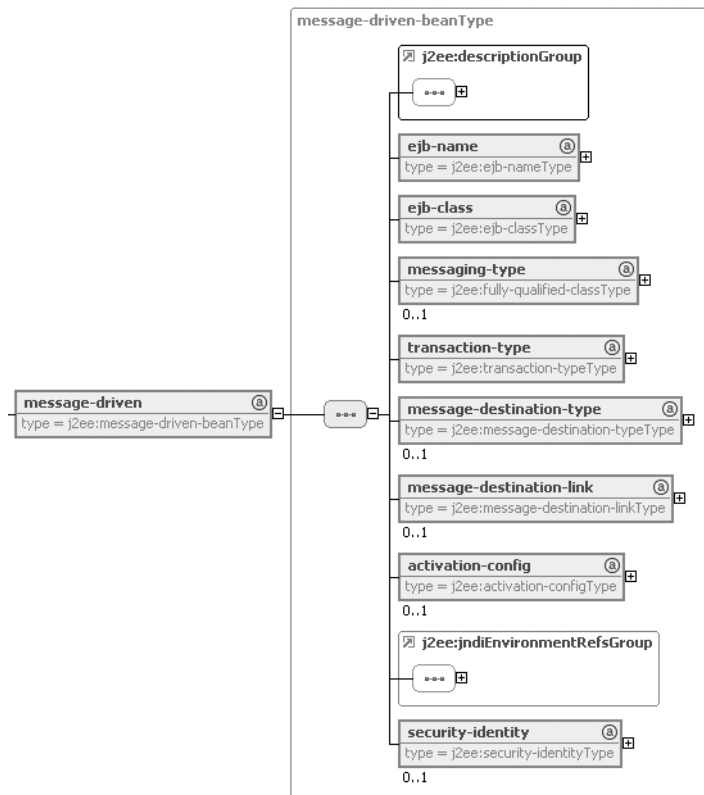 message-driven-beanType
j2ee:descriptionGroup
ejb-name
type = j2ee:ejb-nameType
ejb-class
type = j2ee:ejb-classType
messaging-type
type = j2ee:fully-qualified-classType
0..1
transaction-type
type = j2ee:transaction-typeType
message-driven
type = j2ee:message-driven-beanType
message-destination-type
type = j2ee:message-destination-typeType
0..1
message-destination-link
type = j2ee:message-destination-linkType
0..1
activation-config
type = j2ee:activation-configType
0..1
j2ee:jndiEnvironmentRefsGroup
security-identity
type = j2ee:security-identityType
0..1